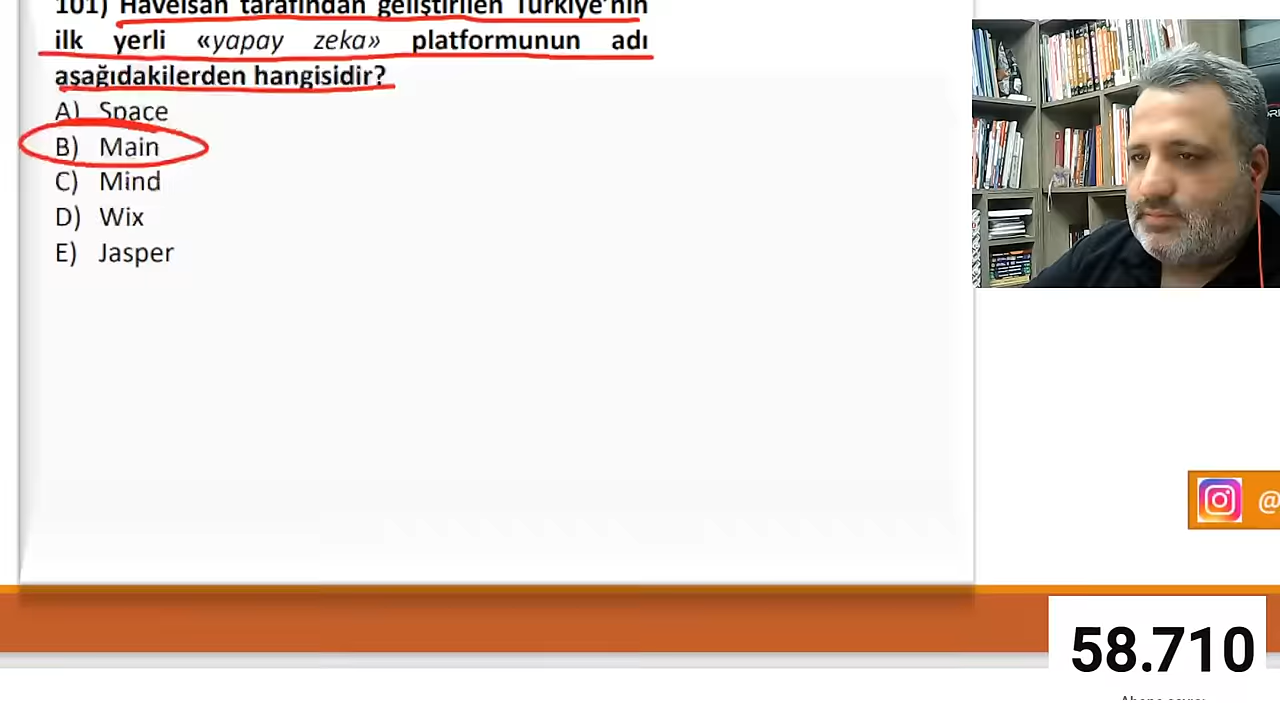 101) Havelsan tarafından geliştirilen Türkiye'nin
ilk yerli «yapay zeka» platformunun adı
aşağıdakilerden hangisidir?
A) Space
B) Main
C) Mind
D) Wix
E) Jasper
@
58.710